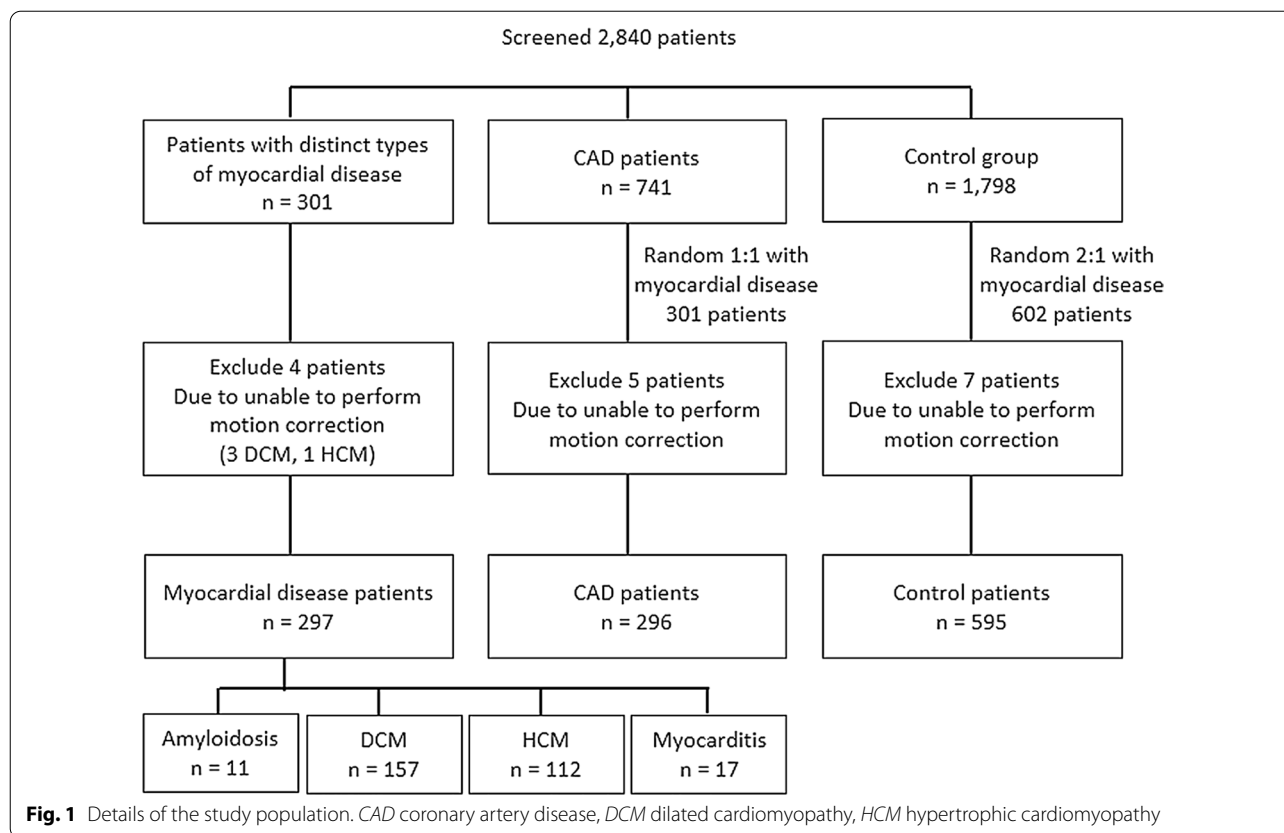 Screened 2,840 patients
Patients with distinct types
of myocardial disease
n = 301
CAD patients
n = 741
Control group
n = 1,798
Random 1:1 with
myocardial disease
301 patients
Random 2:1 with
myocardial disease
602 patients
Exclude 4 patients
Due to unable to perform
motion correction
(3 DCM, 1 HCM)
Exclude 5 patients
Due to unable to perform
motion correction
Exclude 7 patients
Due to unable to perform
motion correction
Myocardial disease patients
n = 297
CAD patients
n = 296
Control patients
n = 595
Amyloidosis
n = 11
DCM
n = 157
HCM
n = 112
Myocarditis
n = 17
Fig. 1 Details of the study population. CAD coronary artery disease, DCM dilated cardiomyopathy, HCM hypertrophic cardiomyopathy